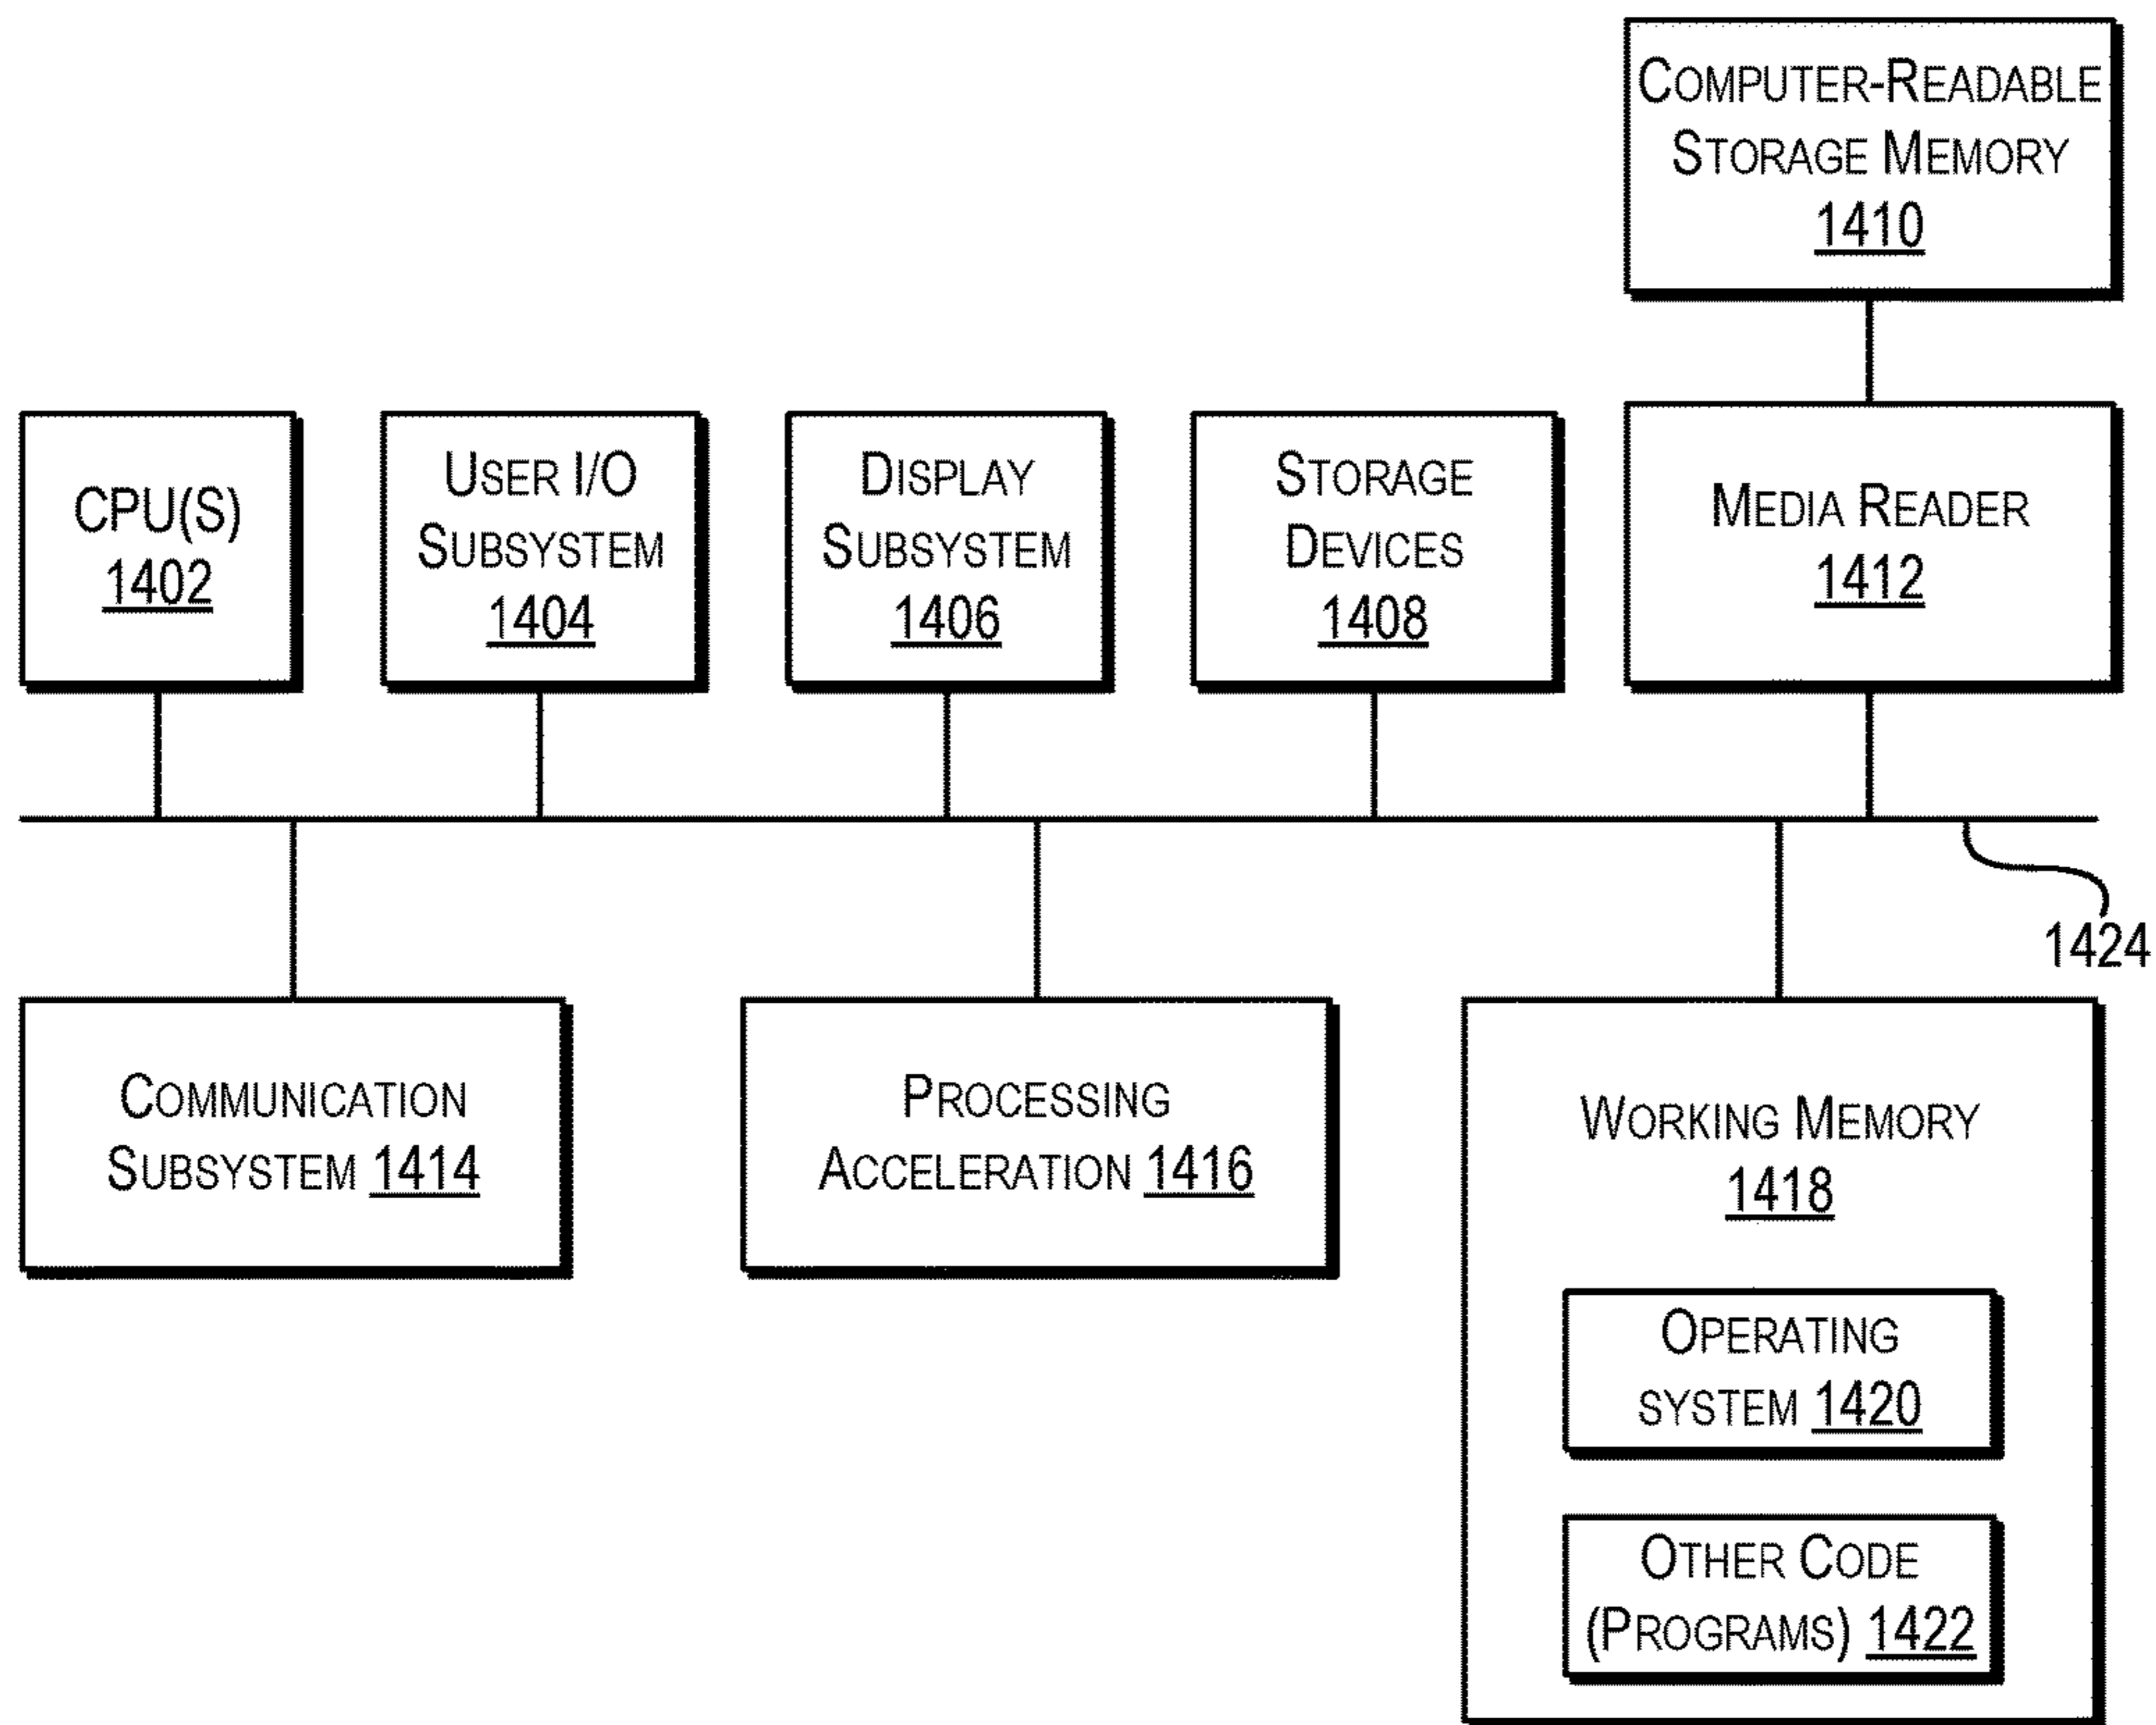 COMPUTER-READABLE
STORAGE MEMORY
1410
CPU(S)
1402
USER I/O
SUBSYSTEM
1404
DISPLAY
SUBSYSTEM
1406
STORAGE
DEVICES
1408
MEDIA READER
1412
1424
COMMUNICATION
SUBSYSTEM 1414
PROCESSING
ACCELERATION 1416
WORKING MEMORY
1418
OPERATING
SYSTEM 1420
OTHER CODE
(PROGRAMS) 1422